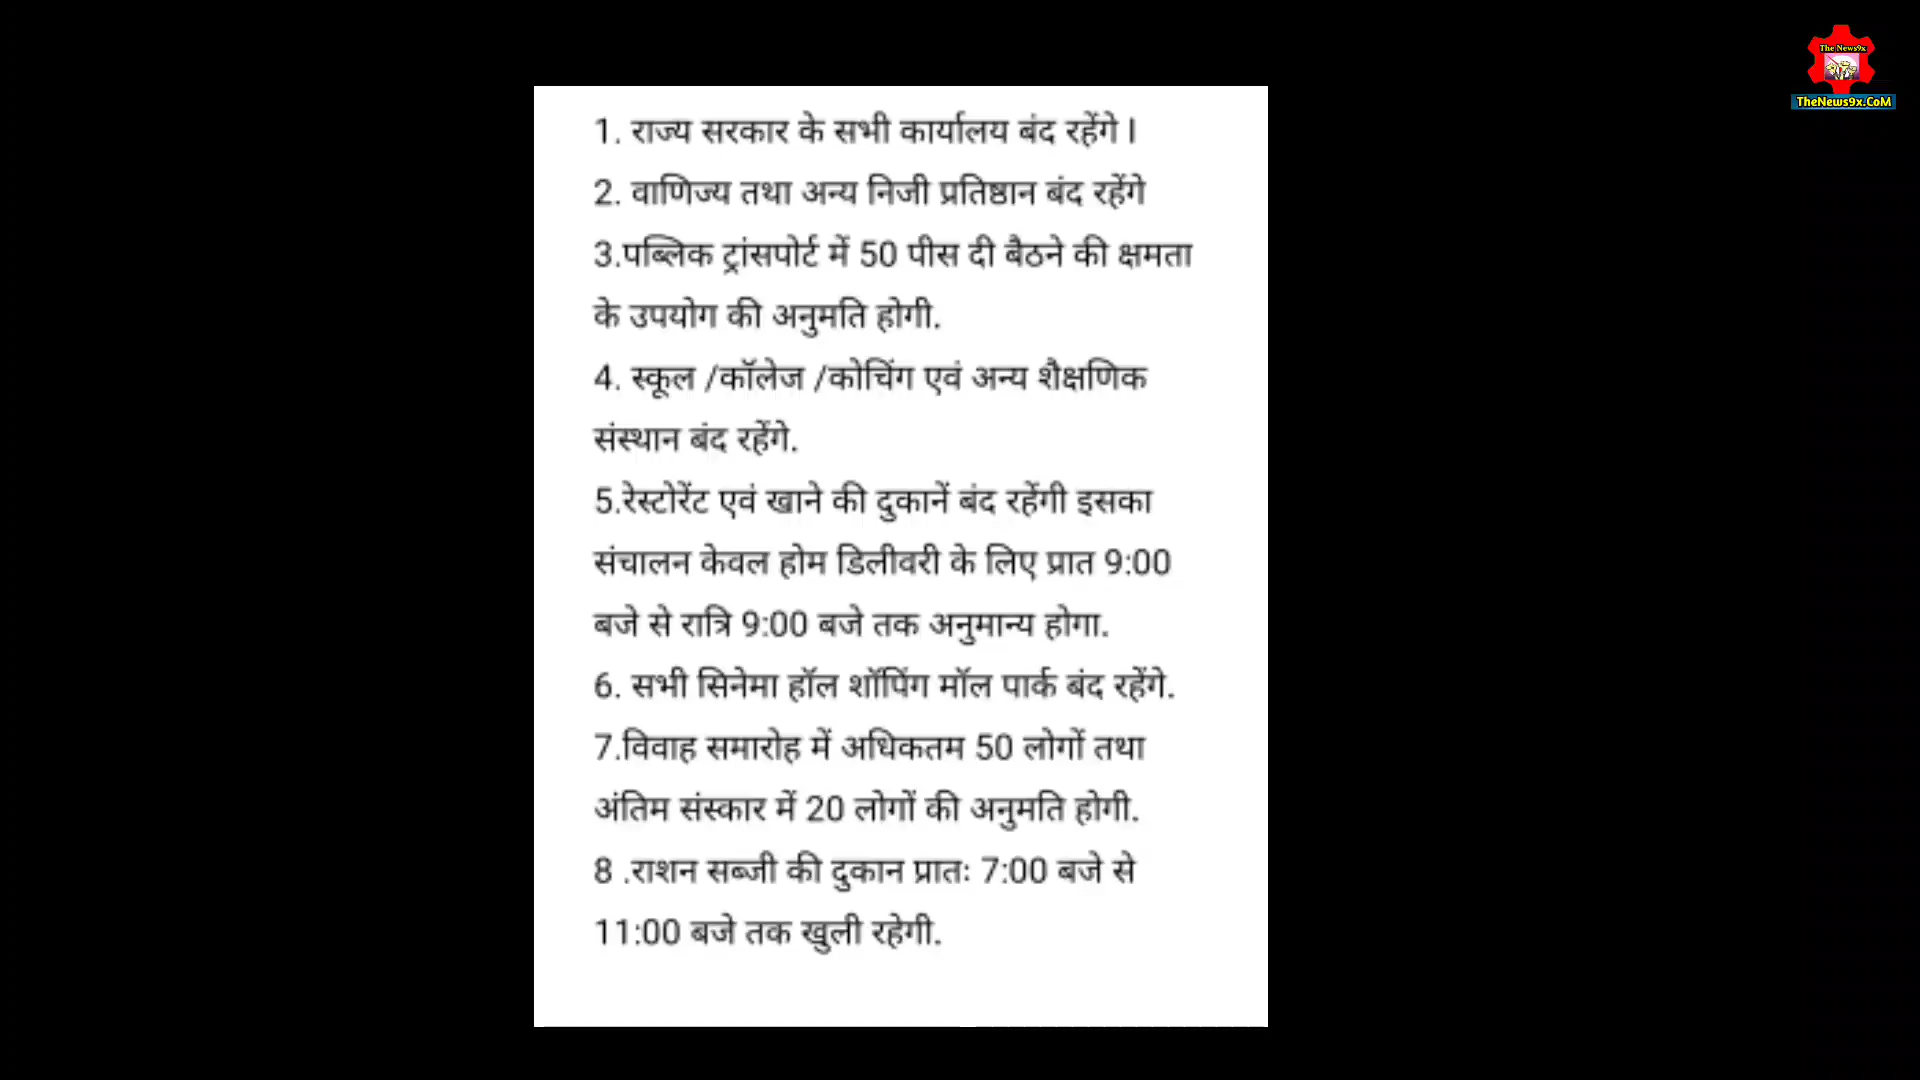 The News9x
TheNews9x.CoM
1. राज्य सरकार के सभी कार्यालय बंद रहेंगे।
2. वाणिज्य तथा अन्य निजी प्रतिष्ठान बंद रहेंगे
3.पब्लिक ट्रांसपोर्ट में 50 पीस दी बैठने की क्षमता
के उपयोग की अनुमति होगी.
4. स्कूल /कॉलेज /कोचिंग एवं अन्य शैक्षणिक
संस्थान बंद रहेंगे.
5.रेस्टोरेंट एवं खाने की दुकानें बंद रहेंगी इसका
संचालन केवल होम डिलीवरी के लिए प्रात 9:00
बजे से रात्रि 9:00 बजे तक अनुमान्य होगा.
6. सभी सिनेमा हॉल शॉपिंग मॉल पार्क बंद रहेंगे.
7.विवाह समारोह में अधिकतम 50 लोगों तथा
अंतिम संस्कार में 20 लोगों की अनुमति होगी.
8 .राशन सब्जी की दुकान प्रातः 7:00 बजे से
11:00 बजे तक खुली रहेगी.